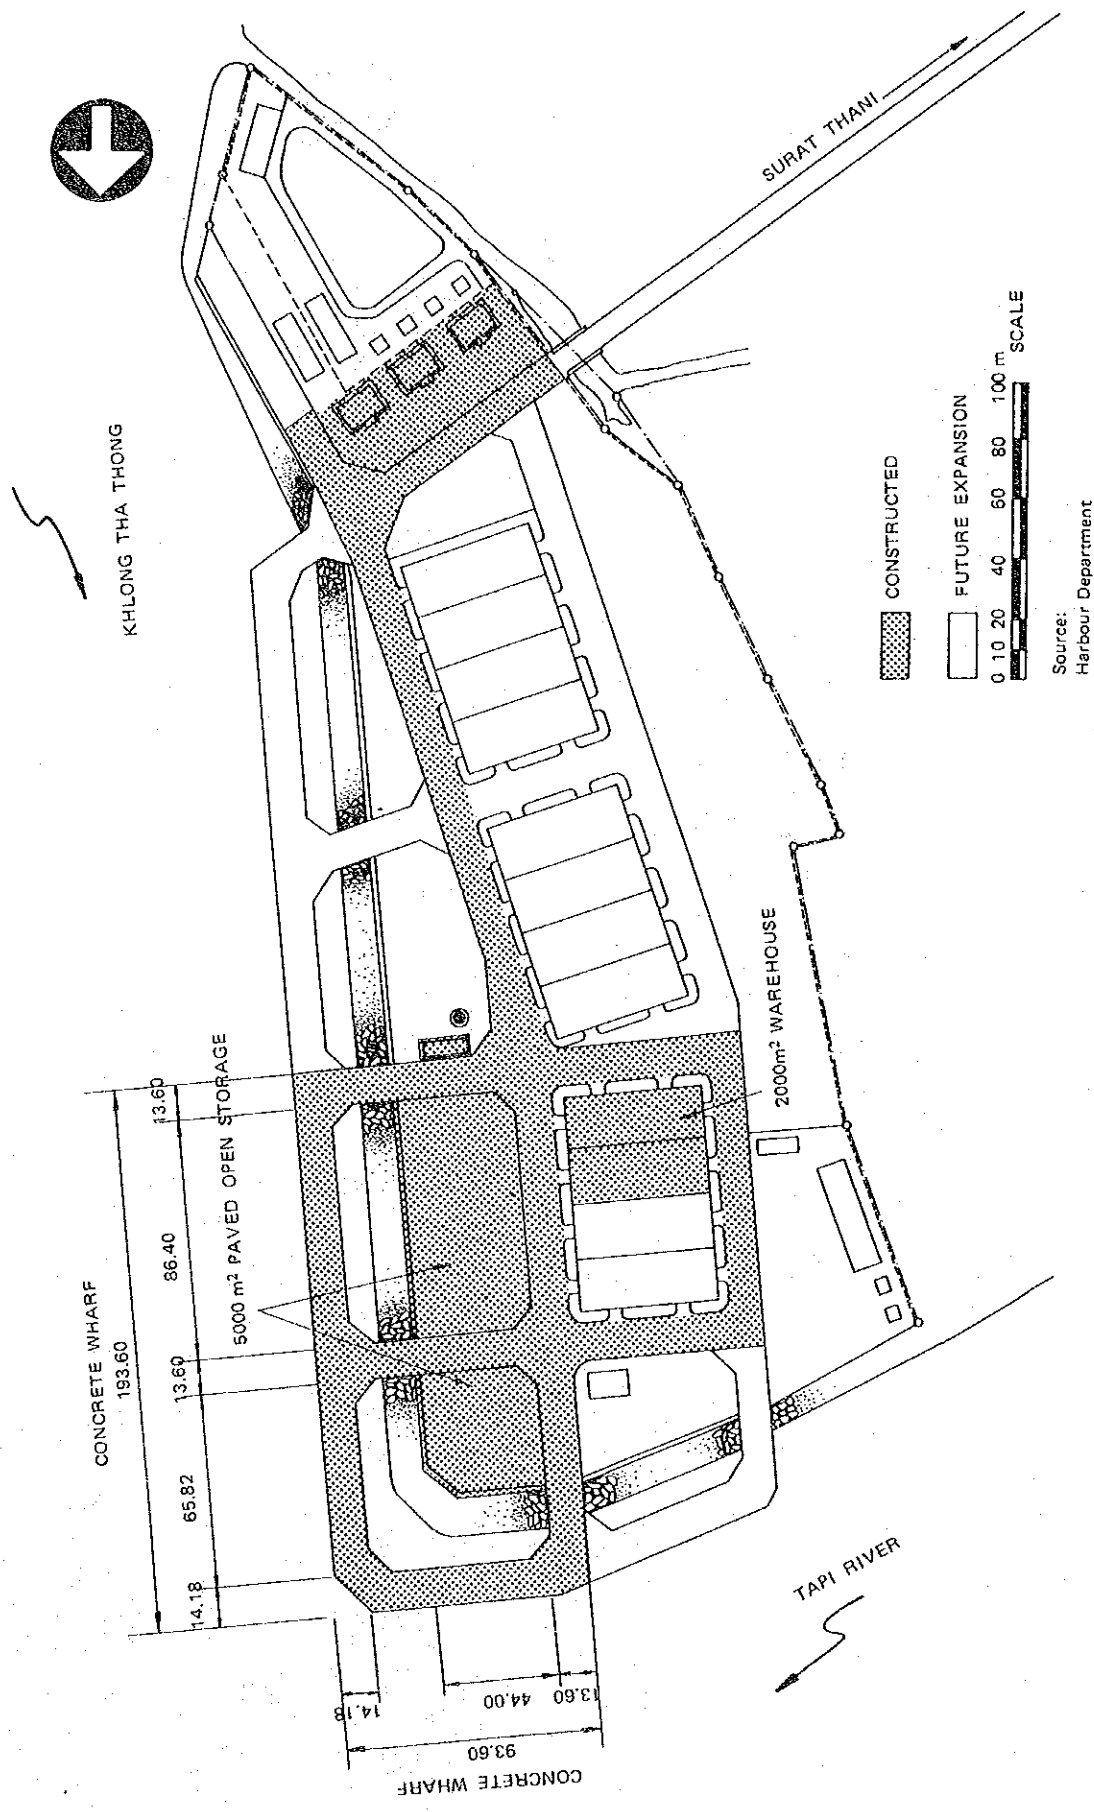 KHLONG THA THONG
SURAT THANI
CONCRETE WHARF
193.60
14.18
65.82
13.60
86.40
13.60
5000 m² PAVED OPEN STORAGE
2000m² WAREHOUSE
CONCRETE WHARF
93.60
14.18
44.00
13.60
TAPI RIVER
CONSTRUCTED
FUTURE EXPANSION
0 10 20 40 60 80 100 m
SCALE
Source:
Harbour Department